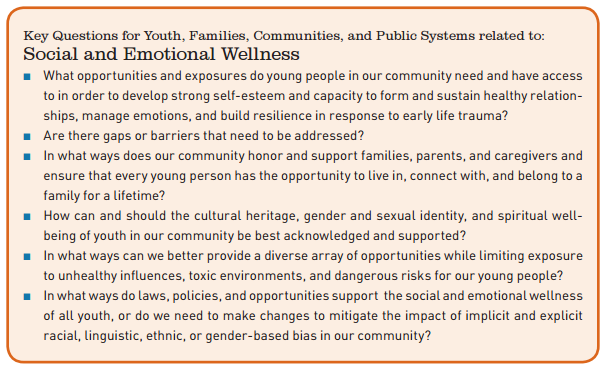 Key Questions for Youth, Families, Communities, and Public Systems related to:
Social and Emotional Wellness
■ What opportunities and exposures do young people in our community need and have access
to in order to develop strong self-esteem and capacity to form and sustain healthy relation-
ships, manage emotions, and build resilience in response to early life trauma?
■ Are there gaps or barriers that need to be addressed?
■ In what ways does our community honor and support families, parents, and caregivers and
ensure that every young person has the opportunity to live in, connect with, and belong to a
family for a lifetime?
■ How can and should the cultural heritage, gender and sexual identity, and spiritual well-
being of youth in our community be best acknowledged and supported?
■ In what ways can we better provide a diverse array of opportunities while limiting exposure
to unhealthy influences, toxic environments, and dangerous risks for our young people?
■ In what ways do laws, policies, and opportunities support the social and emotional wellness
of all youth, or do we need to make changes to mitigate the impact of implicit and explicit
racial, linguistic, ethnic, or gender-based bias in our community?